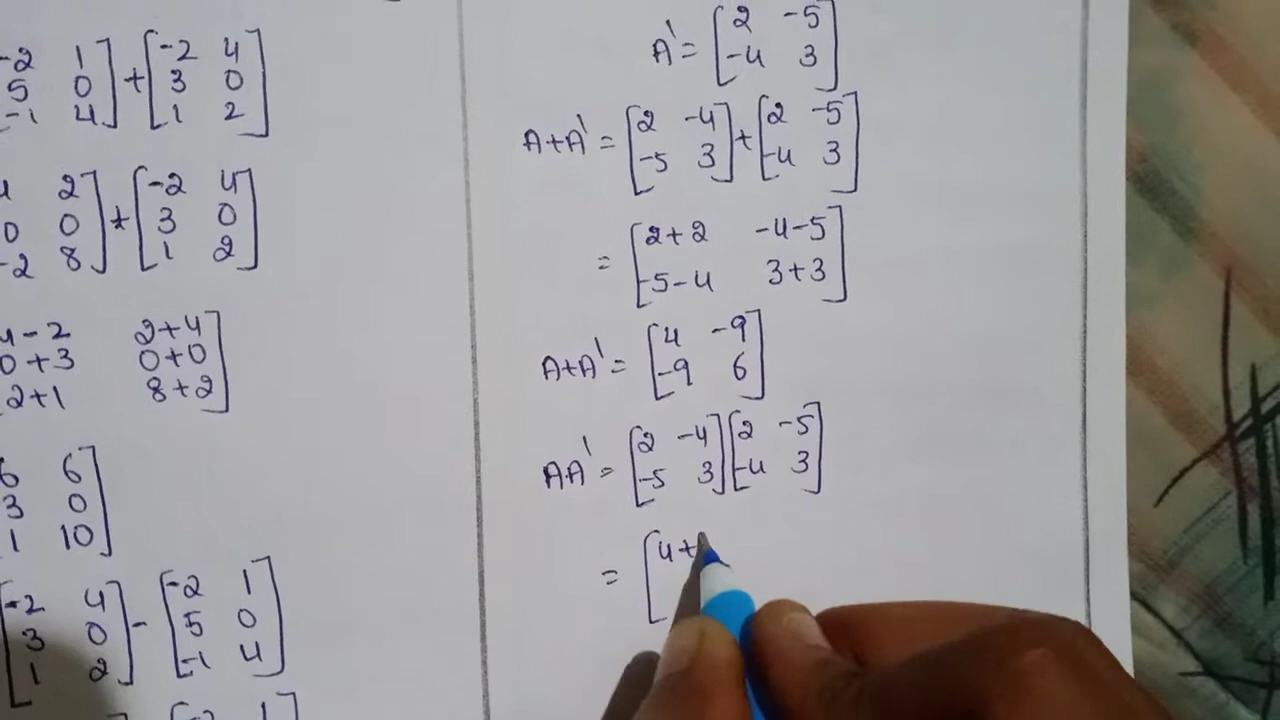 -2 1] + [-2 4]
5 0 3 0
-1 4 1 2
2] + [-2 4]
0 0 3 0
-2 8 1 2
4-2 2+4]
0+3 0+0
2+1 8+2
6 6]
3 0
1 10
[-2 4] - [-2 1]
3 0 5 0
1 2 -1 4
A' = [2 -5]
-4 3
A+A' = [2 -4] + [2 -5]
-5 3 -4 3
= [2+2 -4-5]
-5-4 3+3
A+A' = [4 -9]
-9 6
AA' = [2 -4] [2 -5]
-5 3 -4 3
= [4+